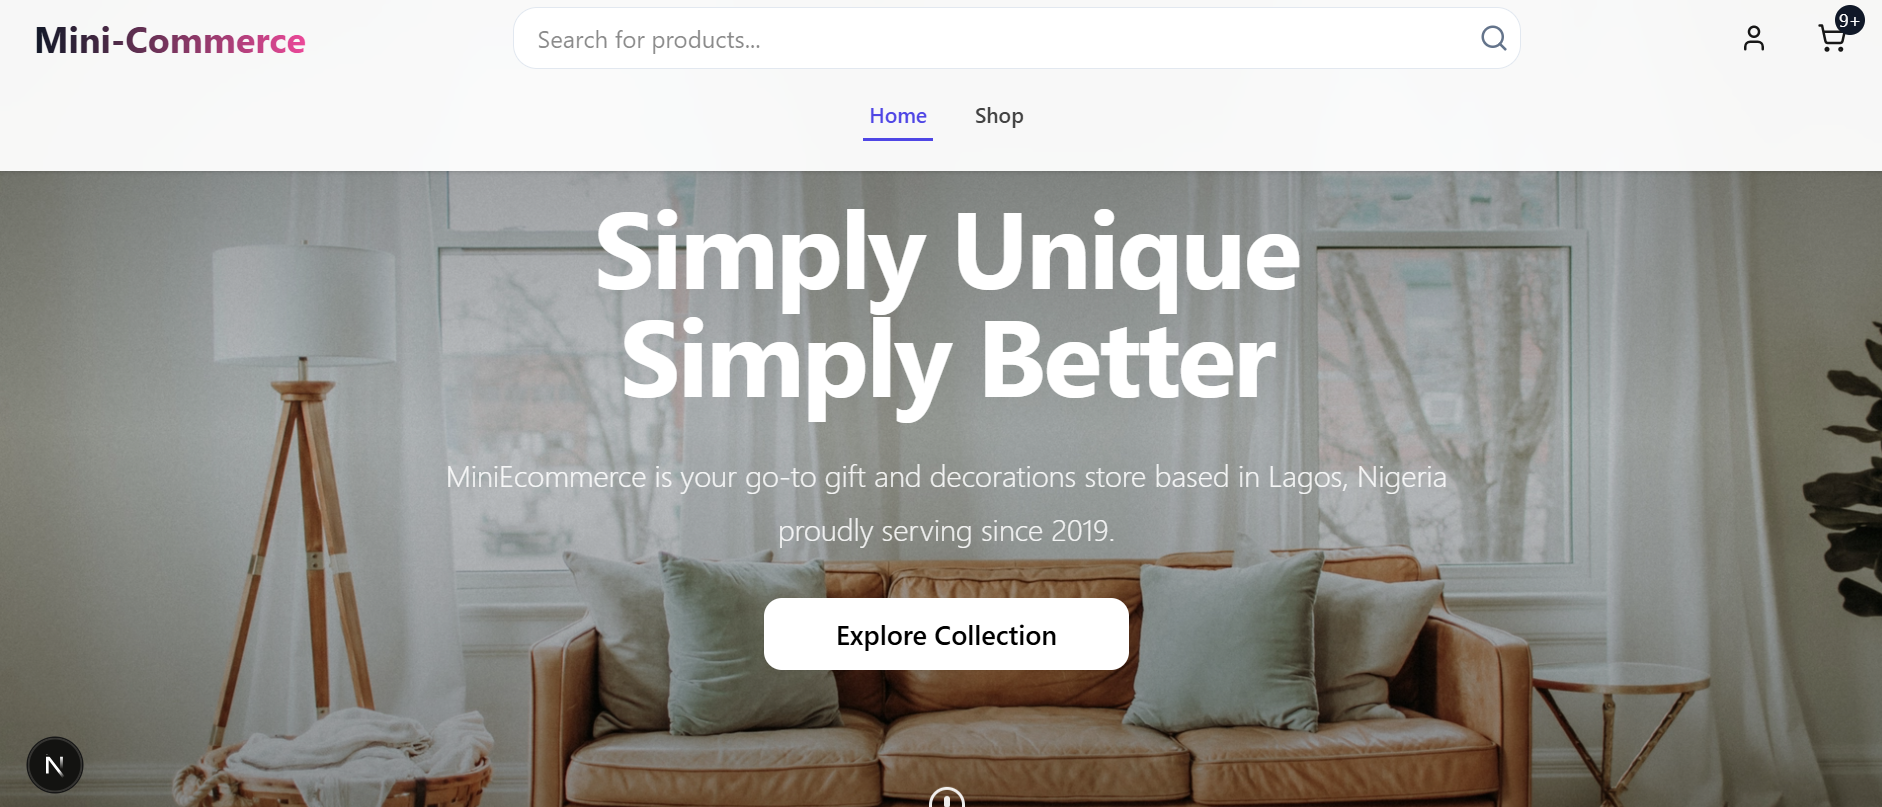 Mini-Commerce
Search for products...
9+
Home
Shop
Simply Unique
Simply Better
MiniEcommerce is your go-to gift and decorations store based in Lagos, Nigeria
proudly serving since 2019.
Explore Collection
N